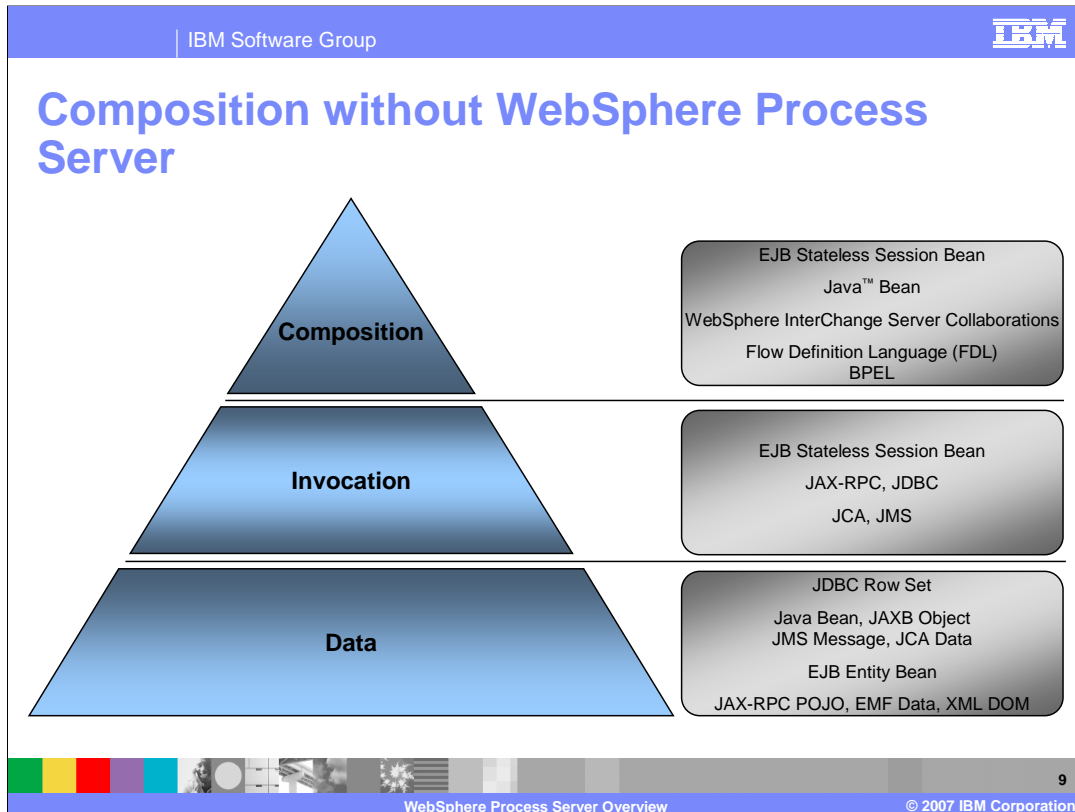 IBM Software Group
IBM
Composition without WebSphere Process
Server
Composition
EJB Stateless Session Bean
Java™ Bean
WebSphere InterChange Server Collaborations
Flow Definition Language (FDL)
BPEL
Invocation
EJB Stateless Session Bean
JAX-RPC, JDBC
JCA, JMS
Data
JDBC Row Set
Java Bean, JAXB Object
JMS Message, JCA Data
EJB Entity Bean
JAX-RPC POJO, EMF Data, XML DOM
9
WebSphere Process Server Overview
© 2007 IBM Corporation